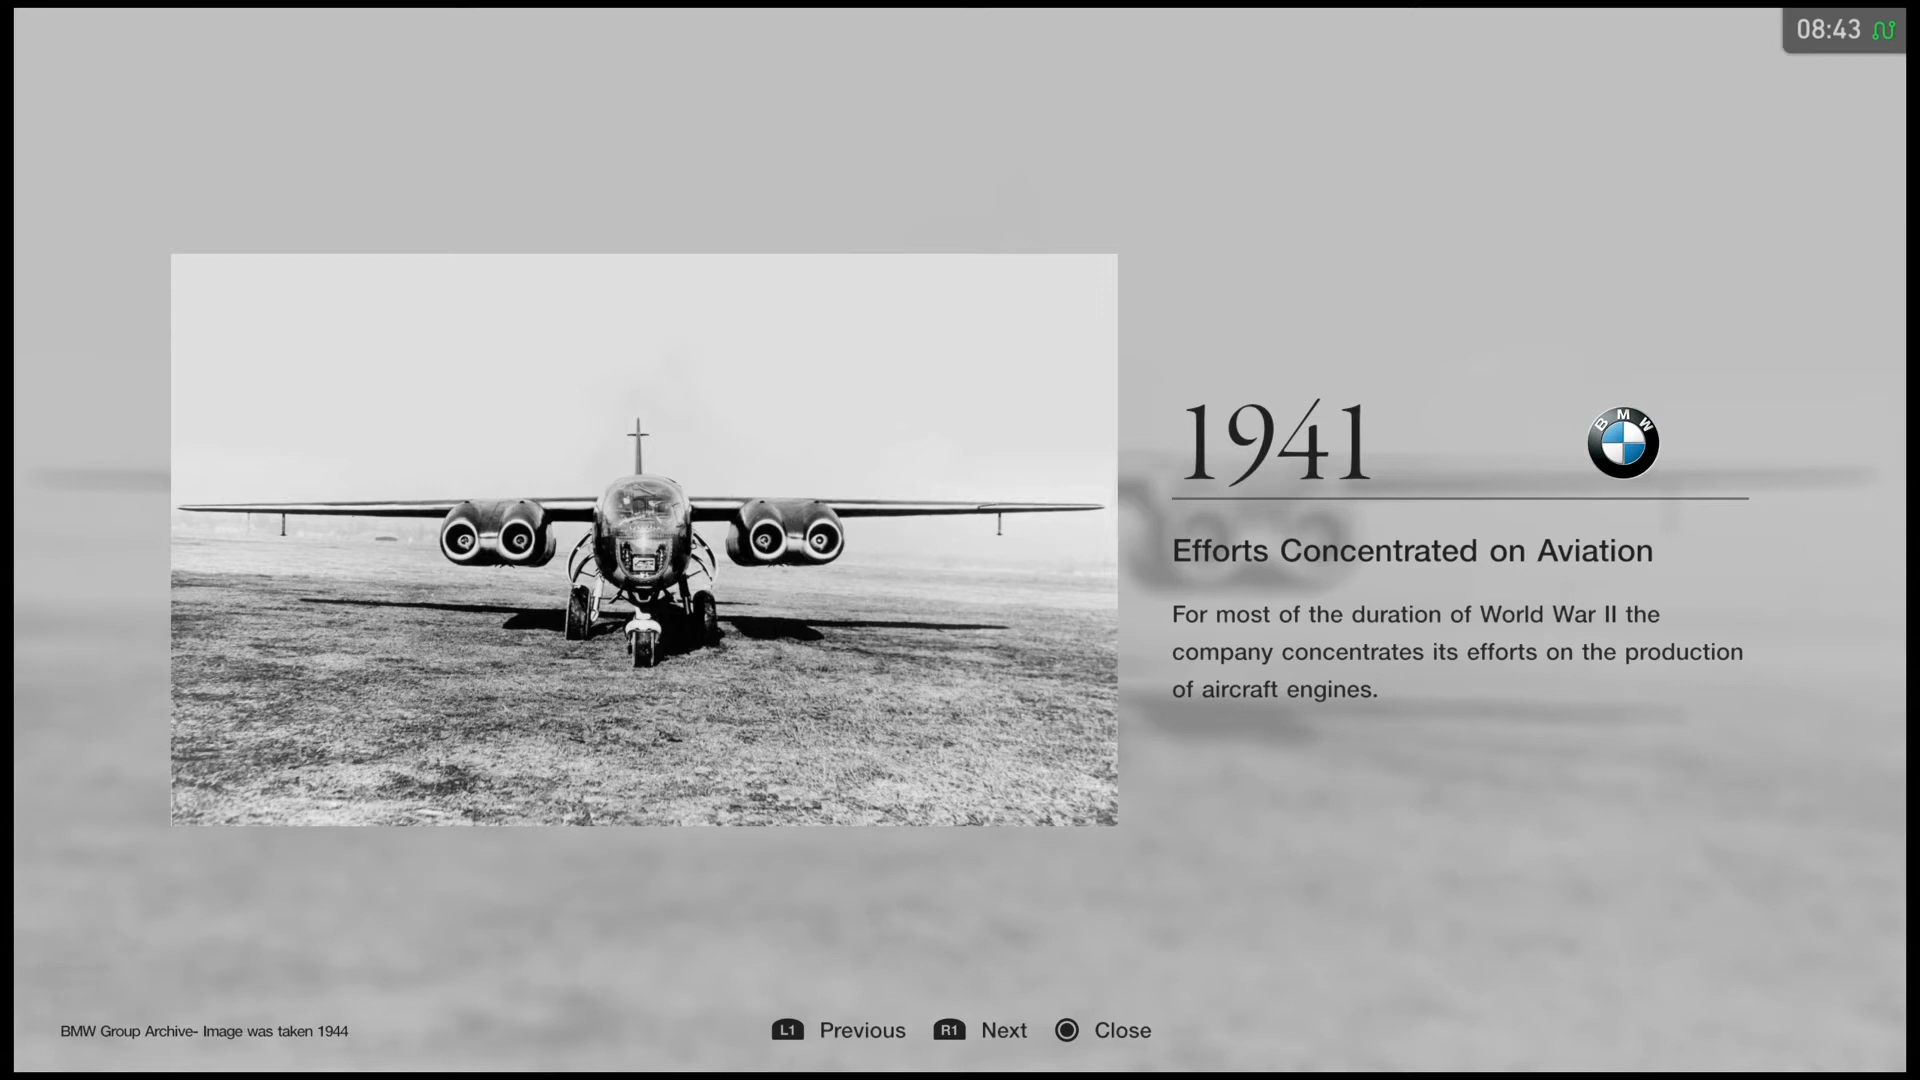 08:43
1941
BMW
Efforts Concentrated on Aviation
For most of the duration of World War II the
company concentrates its efforts on the production
of aircraft engines.
BMW Group Archive- Image was taken 1944
L1 Previous R1 Next Close